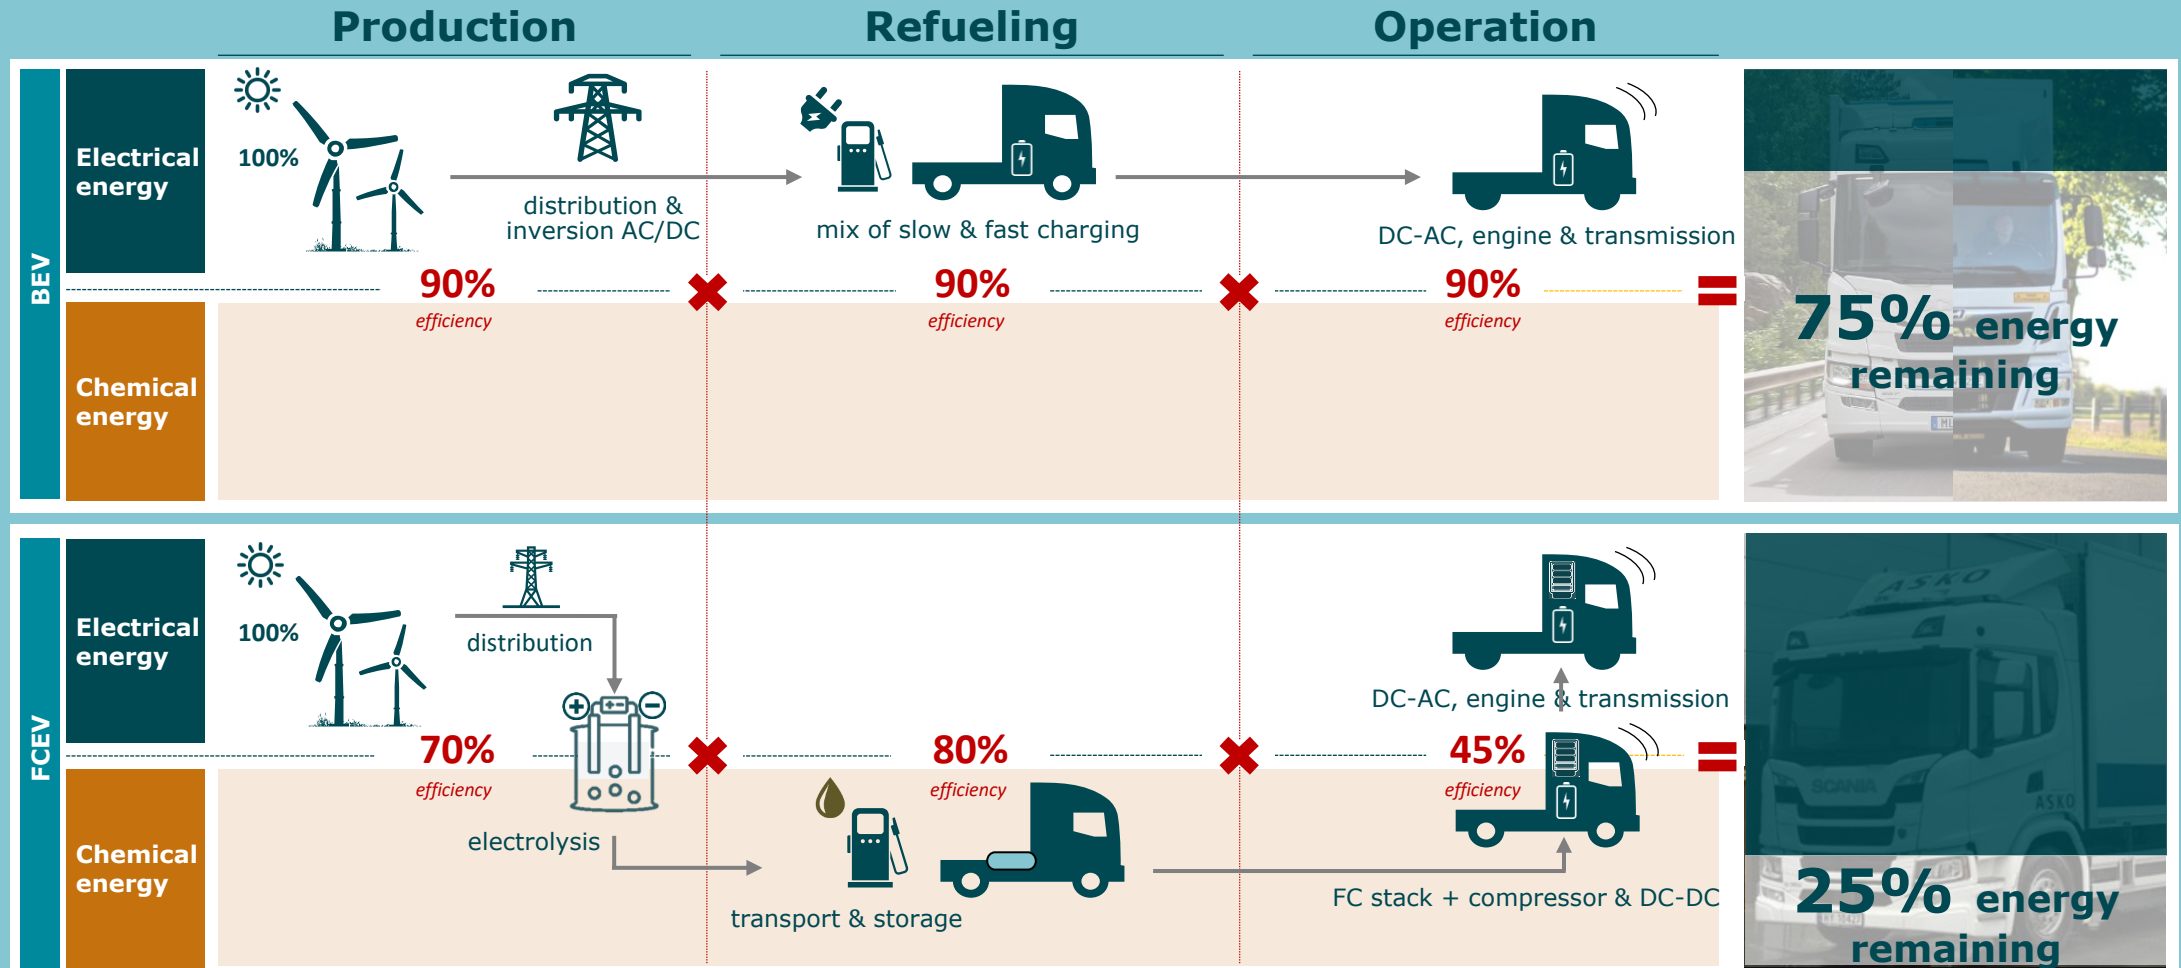 Production
Refueling
Operation
BEV
Electrical
energy
100%
distribution &
inversion AC/DC
mix of slow & fast charging
DC-AC, engine & transmission
90%
efficiency
90%
efficiency
90%
efficiency
75% energy
remaining
Chemical
energy
FCEV
Electrical
energy
100%
distribution
DC-AC, engine & transmission
70%
efficiency
80%
efficiency
45%
efficiency
electrolysis
Chemical
energy
transport & storage
FC stack + compressor & DC-DC
ASKO
SCANIA
ASKO
25% energy
remaining